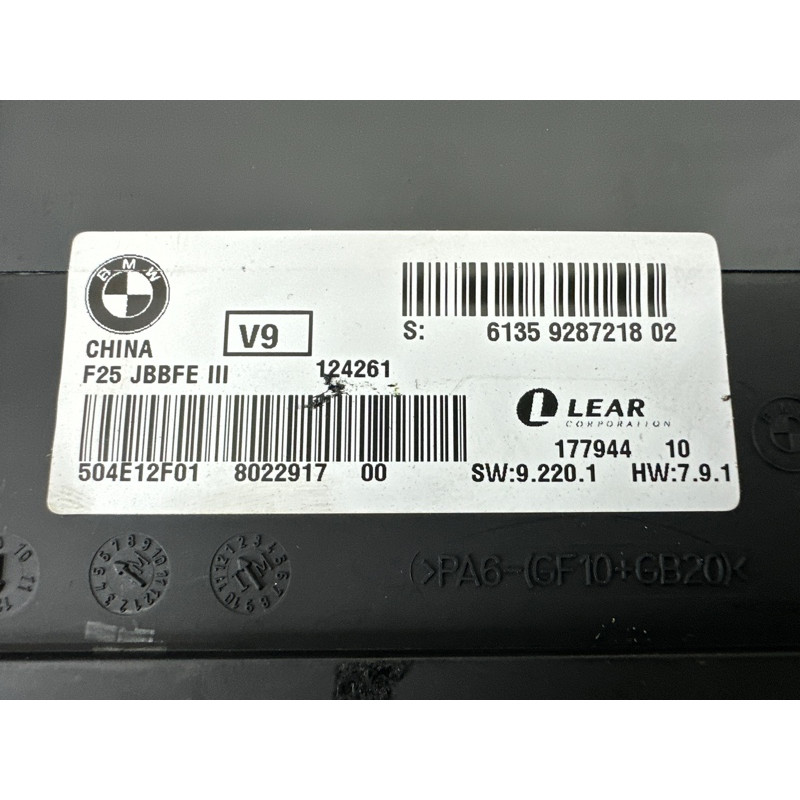 BMW
V9
CHINA
S: 6135 9287218 02
F25 JBBFE III 124261
LEAR
CORPORATION
177944 10
504E12F01 8022917 00 SW:9.220.1 HW:7.9.1
>PA6-(GF10+GB20)<